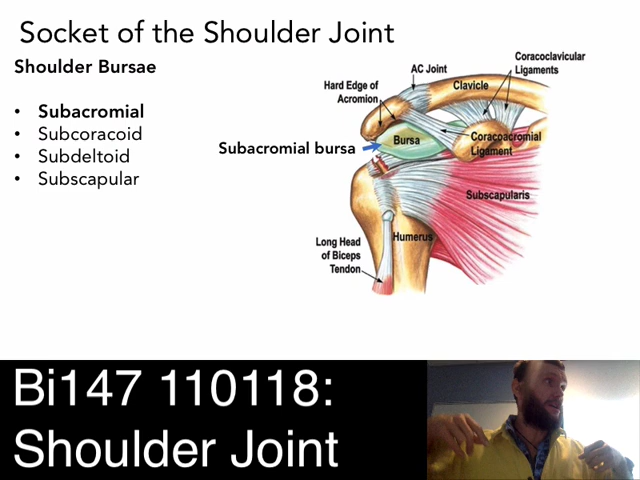 Socket of the Shoulder Joint
Shoulder Bursae
• Subacromial
• Subcoracoid
• Subdeltoid
• Subscapular
Coracoclavicular
Ligaments
AC Joint
Clavicle
Hard Edge of
Acromion
Bursa
Coracoacromial
Ligament
Subacromial bursa
Subscapularis
Humerus
Long Head
of Biceps
Tendon
Bi147 110118:
Shoulder Joint